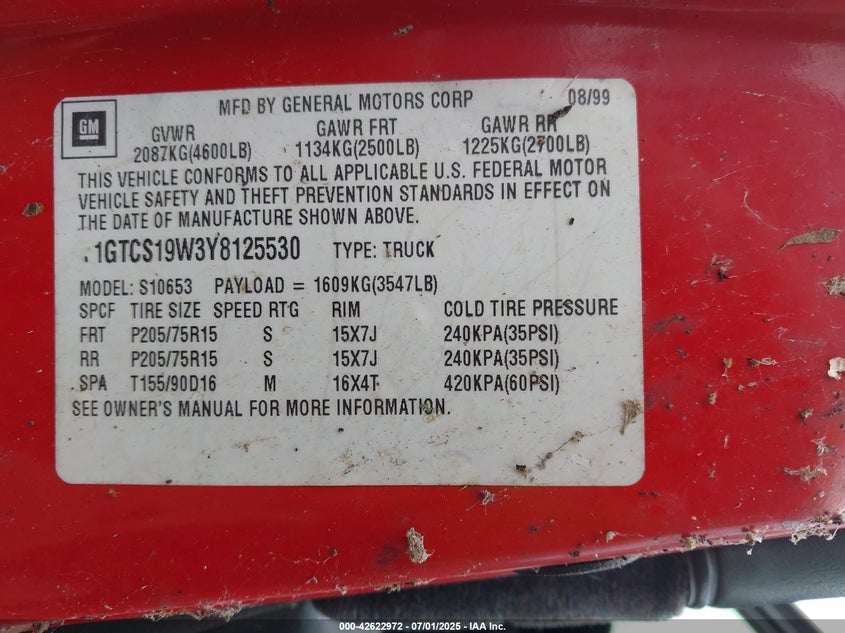 GM
MFD BY GENERAL MOTORS CORP 08/99
GVWR GAWR FRT GAWR RR
2087KG(4600LB) 1134KG(2500LB) 1225KG(2700LB)
THIS VEHICLE CONFORMS TO ALL APPLICABLE U.S. FEDERAL MOTOR
VEHICLE SAFETY AND THEFT PREVENTION STANDARDS IN EFFECT ON
THE DATE OF MANUFACTURE SHOWN ABOVE.
1GTCS19W3Y8125530 TYPE: TRUCK
MODEL: S10653 PAYLOAD = 1609KG(3547LB)
SPCF TIRE SIZE SPEED RTG RIM COLD TIRE PRESSURE
FRT P205/75R15 S 15X7J 240KPA(35PSI)
RR P205/75R15 S 15X7J 240KPA(35PSI)
SPA T155/90D16 M 16X4T 420KPA(60PSI)
SEE OWNER'S MANUAL FOR MORE INFORMATION.
000-42622972 - 07/01/2025 - IAA Inc.